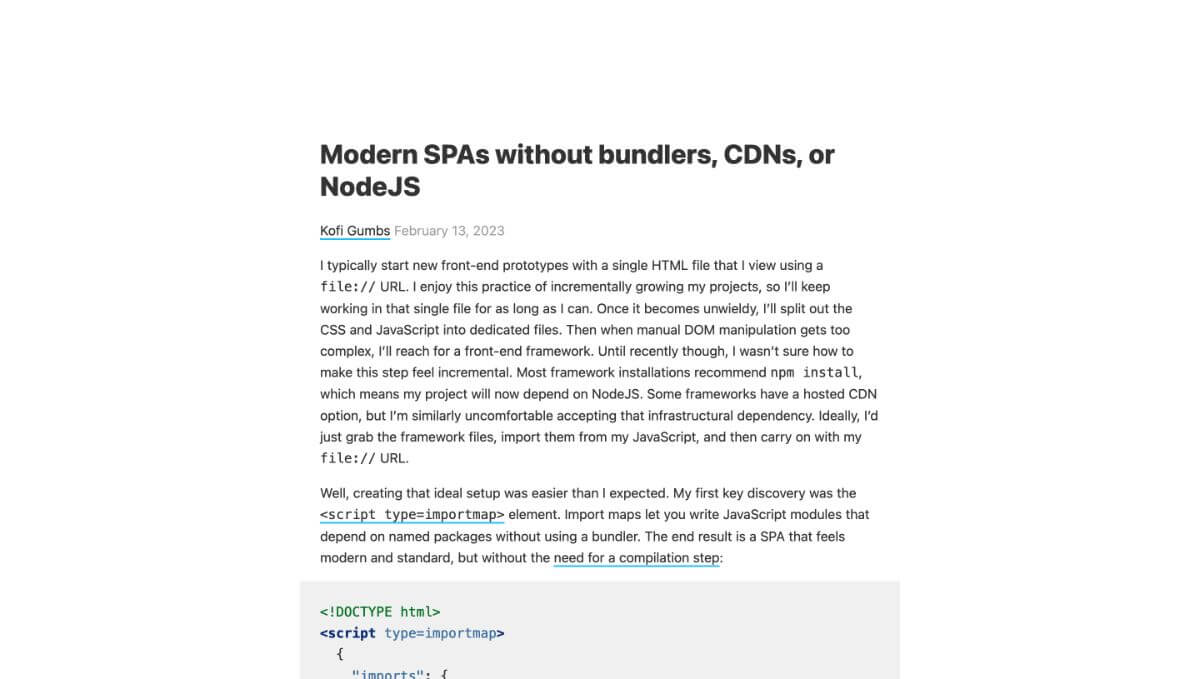 Modern SPAs without bundlers, CDNs, or
NodeJS
Kofi Gumbs February 13, 2023
I typically start new front-end prototypes with a single HTML file that I view using a
file:// URL. I enjoy this practice of incrementally growing my projects, so I’ll keep
working in that single file for as long as I can. Once it becomes unwieldy, I’ll split out the
CSS and JavaScript into dedicated files. Then when manual DOM manipulation gets too
complex, I’ll reach for a front-end framework. Until recently though, I wasn’t sure how to
make this step feel incremental. Most framework installations recommend npm install,
which means my project will now depend on NodeJS. Some frameworks have a hosted CDN
option, but I’m similarly uncomfortable accepting that infrastructural dependency. Ideally, I’d
just grab the framework files, import them from my JavaScript, and then carry on with my
file:// URL.
Well, creating that ideal setup was easier than I expected. My first key discovery was the
<script type=importmap> element. Import maps let you write JavaScript modules that
depend on named packages without using a bundler. The end result is a SPA that feels
modern and standard, but without the need for a compilation step:
<!DOCTYPE html>
<script type=importmap>
{
"imports": {